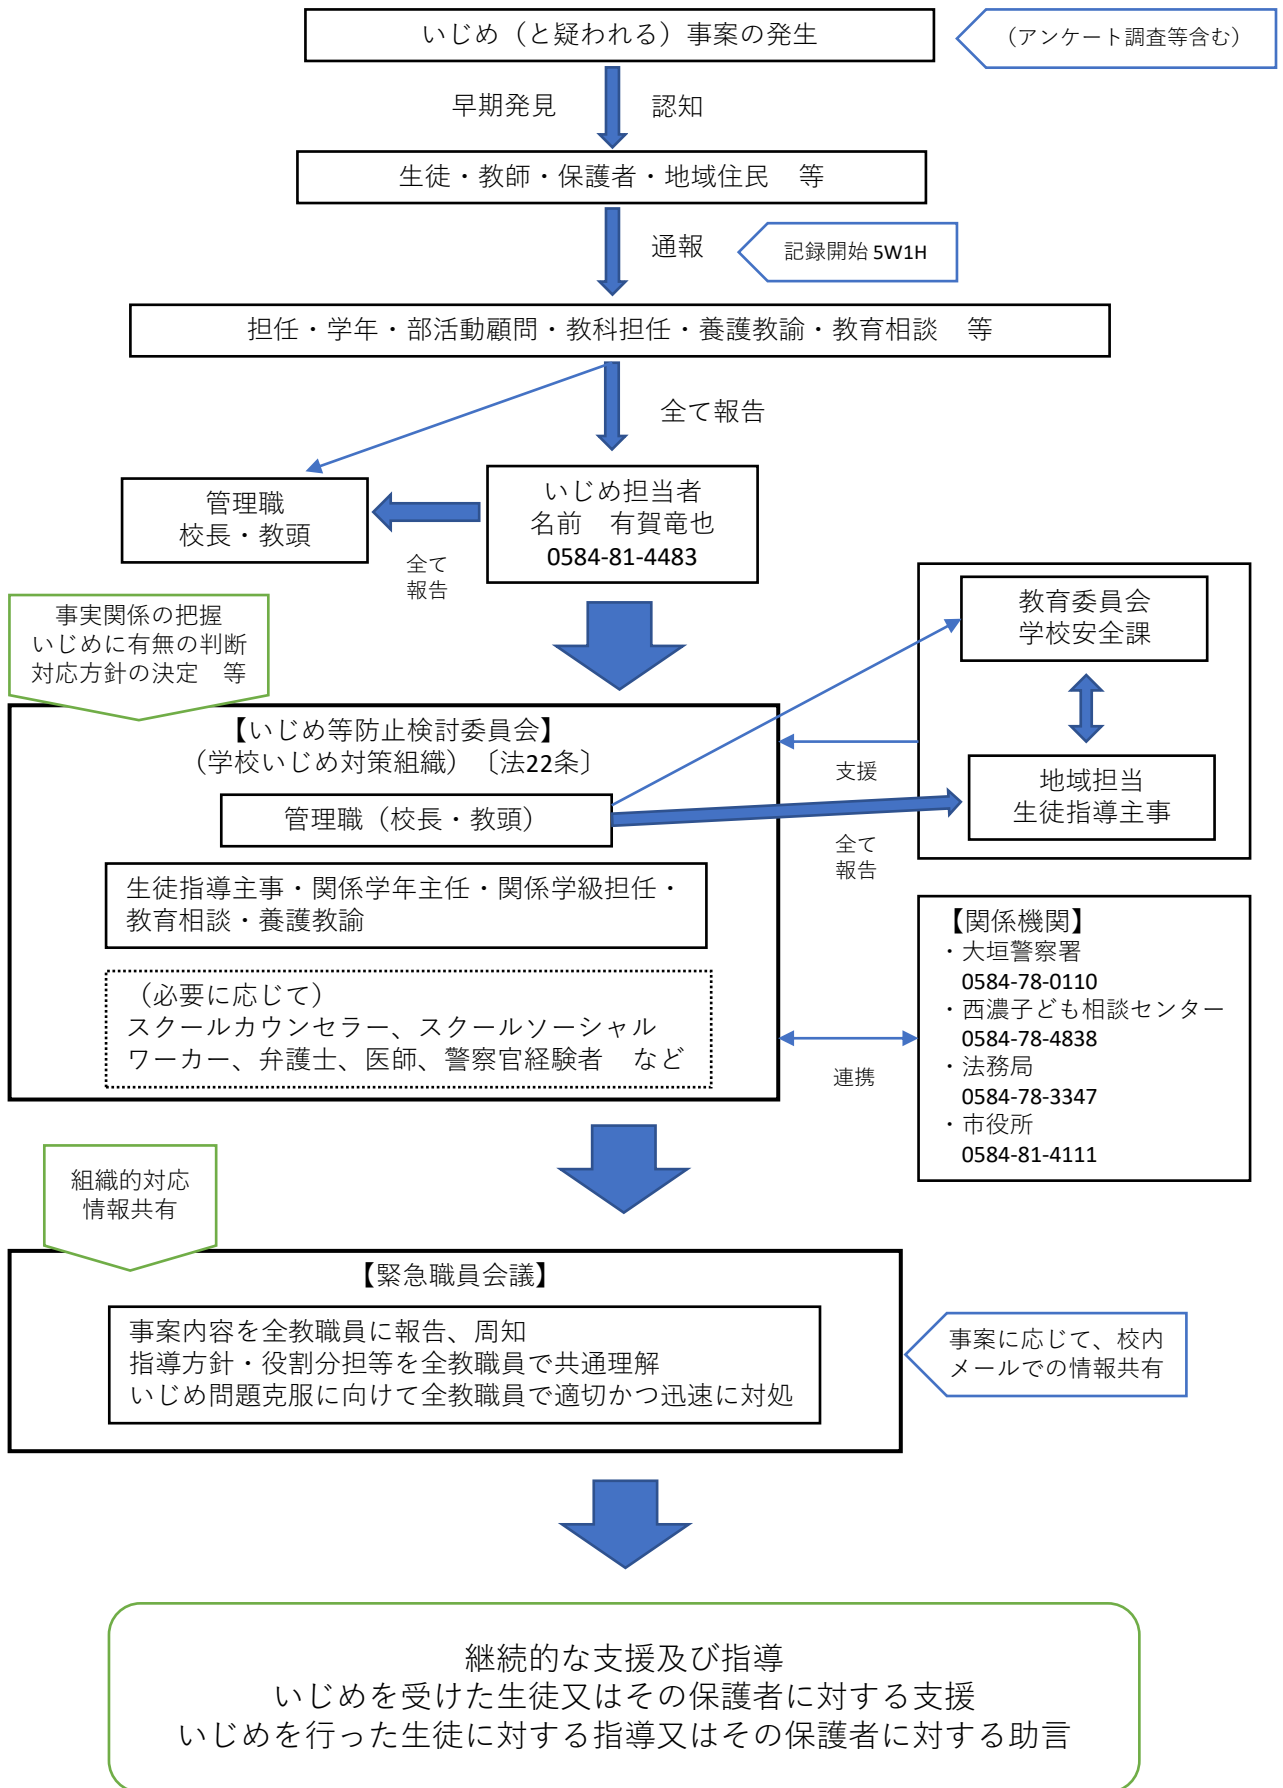 いじめ（と疑われる）事案の発生
（アンケート調査等含む）
早期発見
認知
生徒・教師・保護者・地域住民　等
通報
記録開始 5W1H
担任・学年・部活動顧問・教科担任・養護教諭・教育相談　等
全て報告
管理職
校長・教頭
全て
報告
いじめ担当者
名前　有賀竜也
0584-81-4483
事実関係の把握
いじめに有無の判断
対応方針の決定　等
教育委員会
学校安全課
地域担当
生徒指導主事
【いじめ等防止検討委員会】
（学校いじめ対策組織）〔法22条〕
管理職（校長・教頭）
支援
全て
報告
生徒指導主事・関係学年主任・関係学級担任・
教育相談・養護教諭
（必要に応じて）
スクールカウンセラー、スクールソーシャル
ワーカー、弁護士、医師、警察官経験者　など
連携
【関係機関】
・大垣警察署
0584-78-0110
・西濃子ども相談センター
0584-78-4838
・法務局
0584-78-3347
・市役所
0584-81-4111
組織的対応
情報共有
【緊急職員会議】
事案内容を全教職員に報告、周知
指導方針・役割分担等を全教職員で共通理解
いじめ問題克服に向けて全教職員で適切かつ迅速に対処
事案に応じて、校内
メールでの情報共有
継続的な支援及び指導
いじめを受けた生徒又はその保護者に対する支援
いじめを行った生徒に対する指導又はその保護者に対する助言